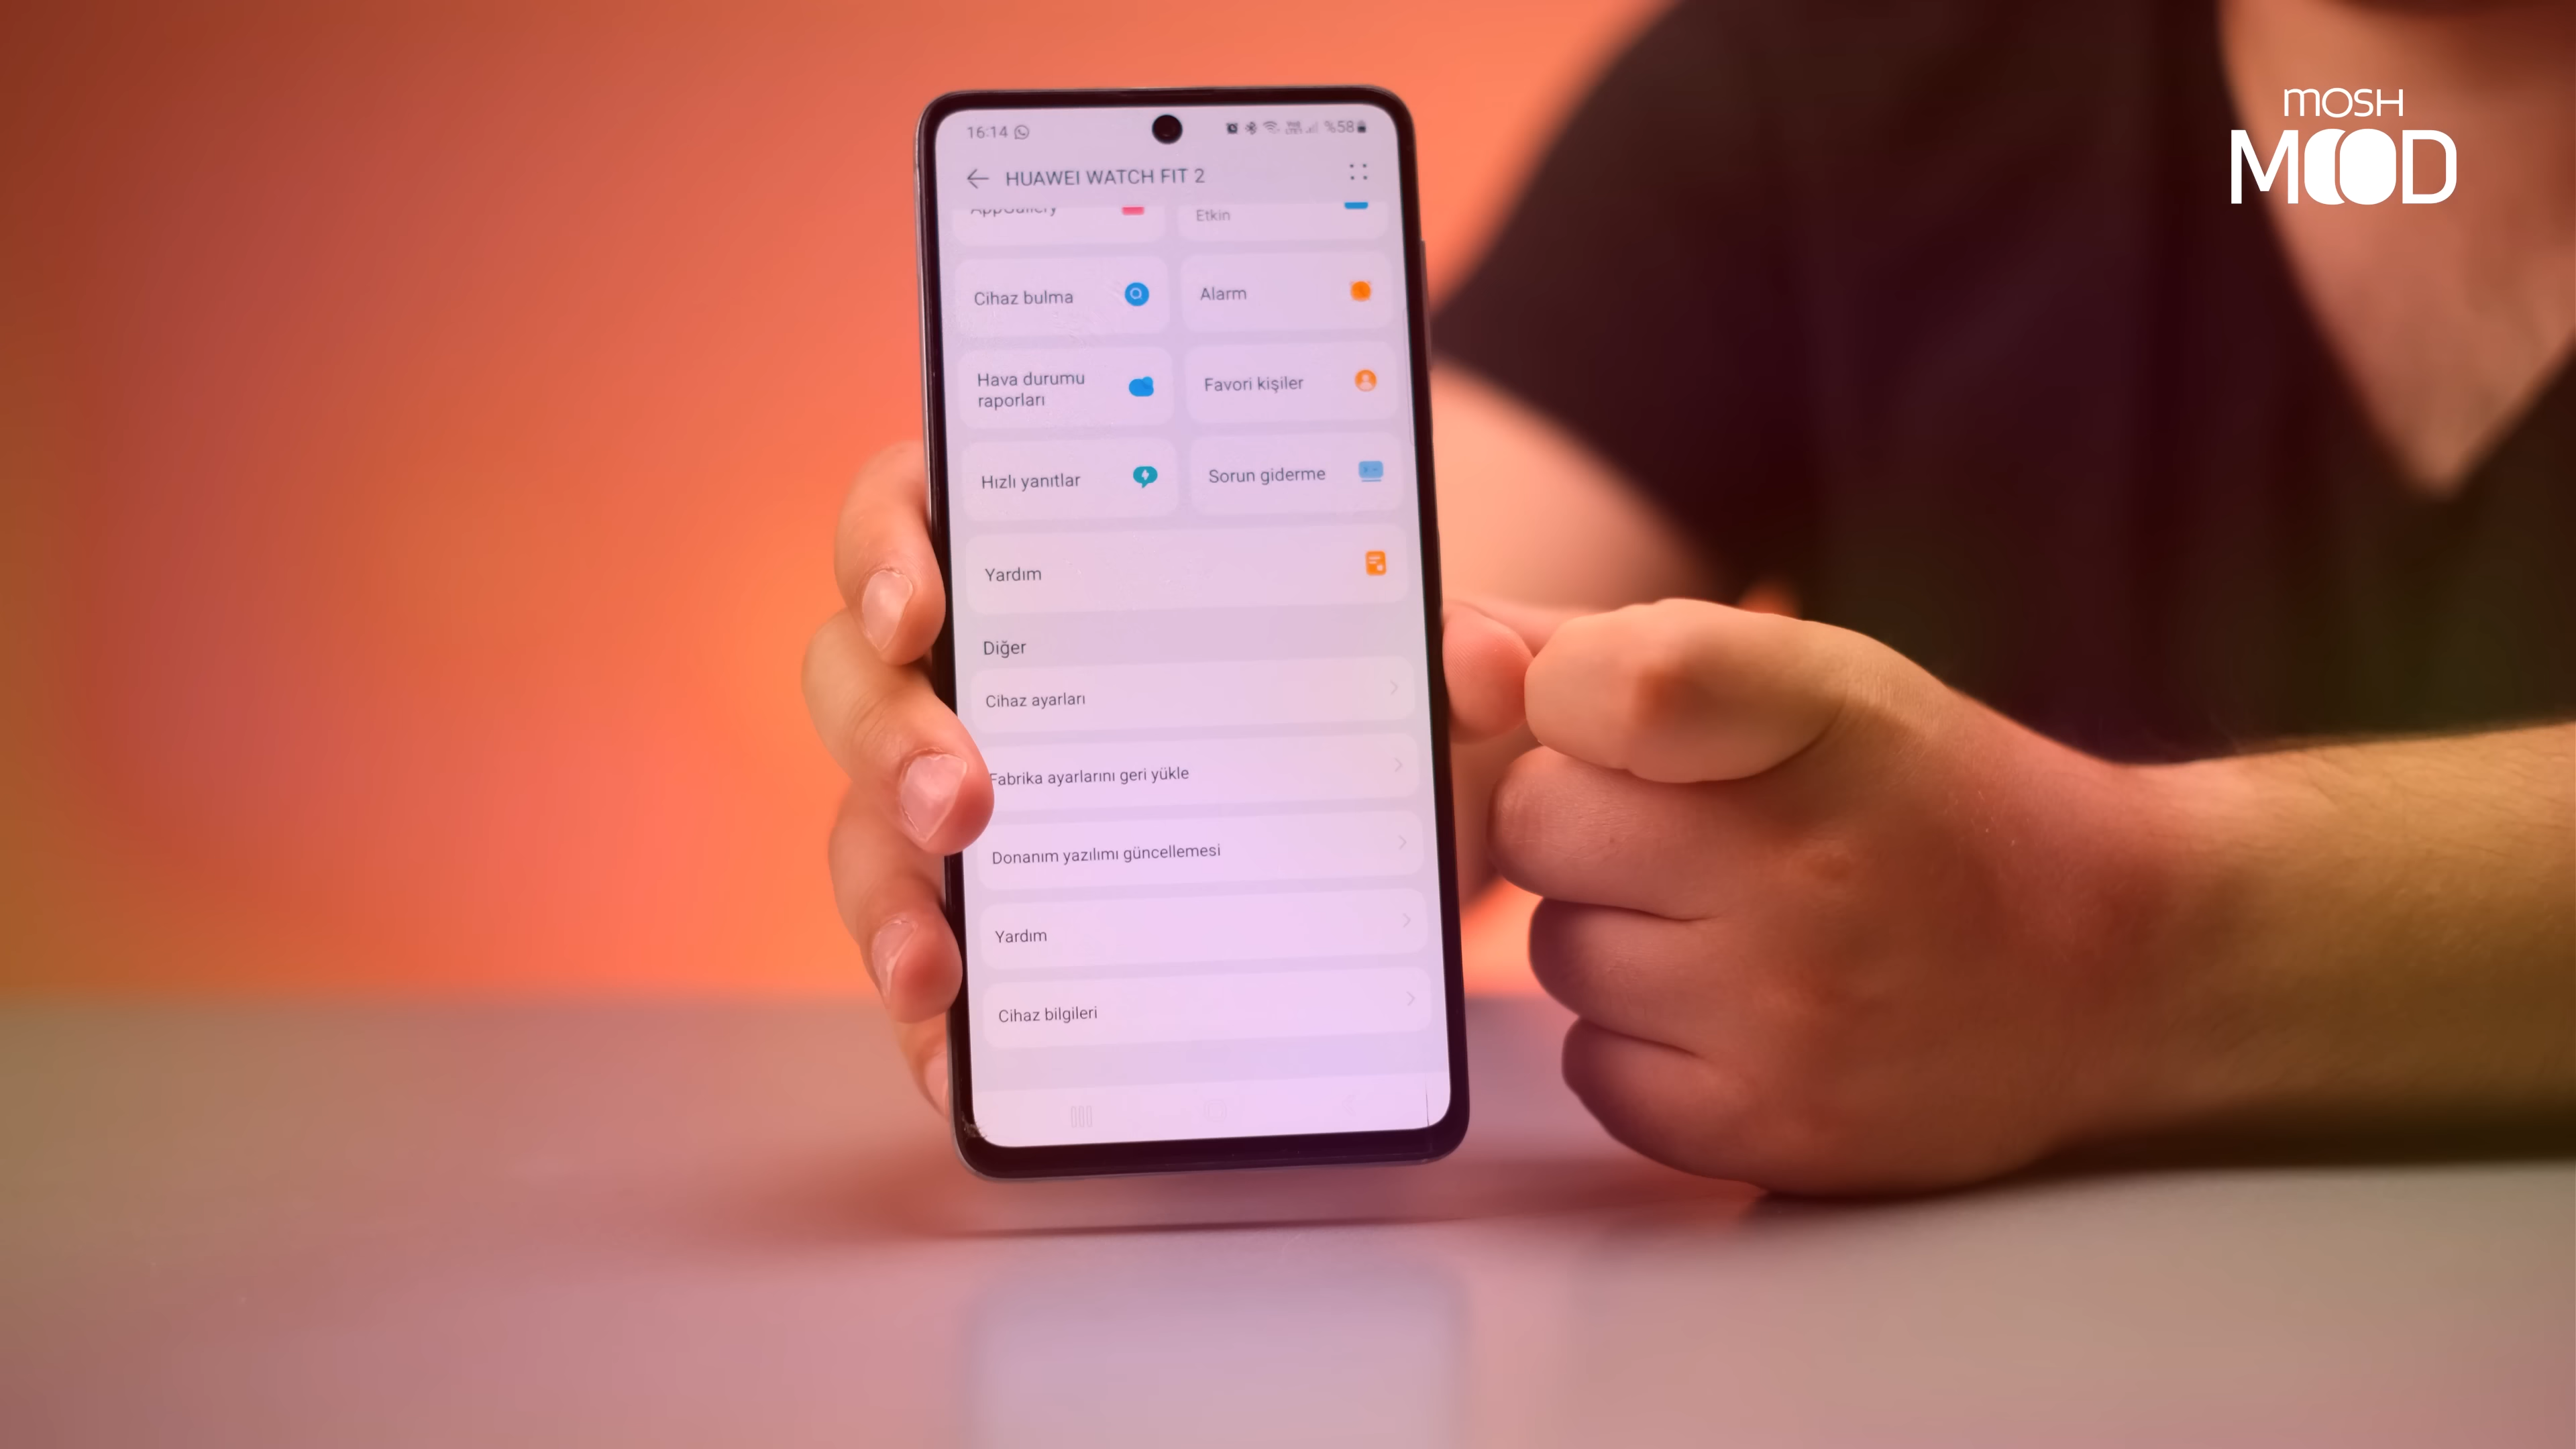 mosH
MOOD
16:14
%58
HUAWEI WATCH FIT 2
AppGallery
Etkin
Cihaz bulma
Alarm
Hava durumu
raporları
Favori kişiler
Hızlı yanıtlar
Sorun giderme
Yardım
Diğer
Cihaz ayarları
Fabrika ayarlarını geri yükle
Donanım yazılımı güncellemesi
Yardım
Cihaz bilgileri